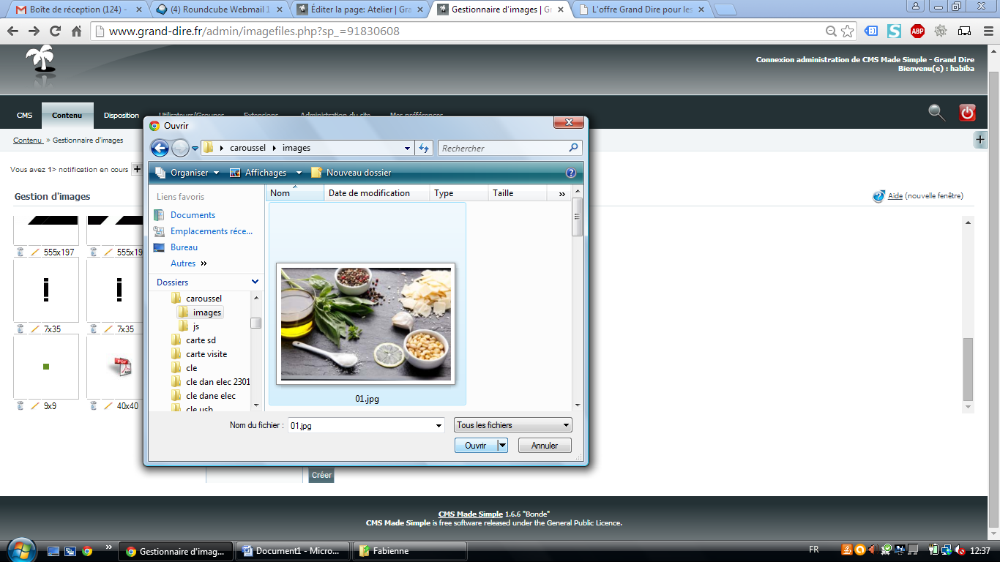 Boîte de réception (124) -
(4) Roundcube Webmail 1
Éditer la page: Atelier | Gra
Gestionnaire d'images | Gr
L'offre Grand Dire pour les
www.grand-dire.fr/admin/imagefiles.php?sp_=91830608
ABP
Connexion administration de CMS Made Simple - Grand Dire
Bienvenu(e) : habiba
CMS
Contenu
Disposition
Utilisateurs/Groupes
Extensions
Administration du site
Mes préférences
Contenu » Gestionnaire d'images
Vous avez 1> notification en cours
Gestion d'images
Aide (nouvelle fenêtre)
555x197
555x19
7x35
7x35
9x9
40x40
Ouvrir
caroussel
images
Rechercher
Organiser
Affichages
Nouveau dossier
Liens favoris
Documents
Emplacements réce...
Bureau
Autres »
Dossiers
caroussel
images
js
carte sd
carte visite
cle
cle dan elec 2301
cle dane elec
cle usb
Nom
Date de modification
Type
Taille
»
01.jpg
Nom du fichier :
01.jpg
Tous les fichiers
Ouvrir
Annuler
Créer
CMS Made Simple 1.6.6 "Bonde"
CMS Made Simple is free software released under the General Public Licence.
»
Gestionnaire d'imag...
Document1 - Micro...
Fabienne
FR
12:37